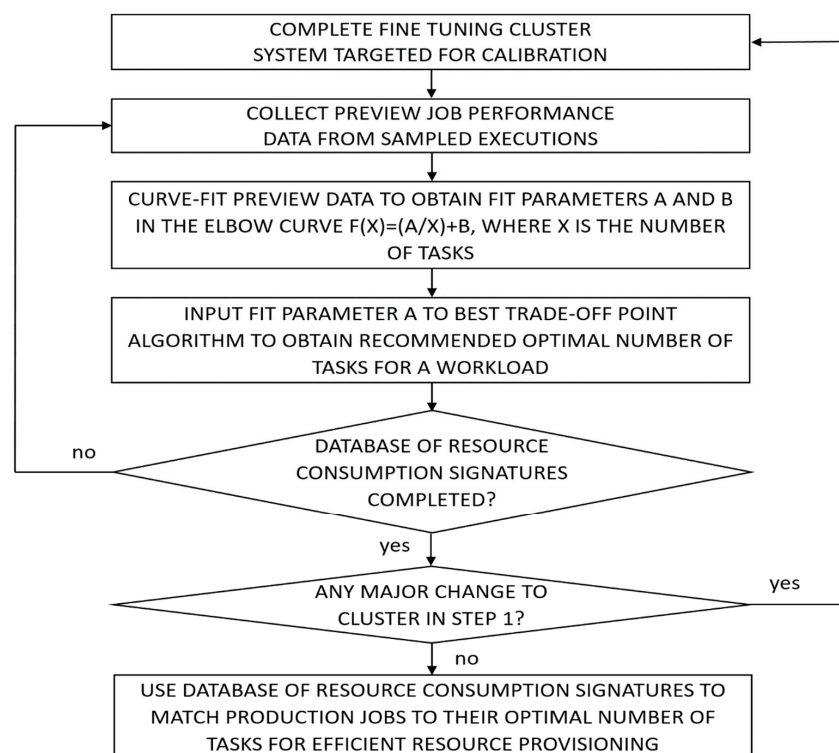 COMPLETE FINE TUNING CLUSTER
SYSTEM TARGETED FOR CALIBRATION
COLLECT PREVIEW JOB PERFORMANCE
DATA FROM SAMPLED EXECUTIONS
CURVE-FIT PREVIEW DATA TO OBTAIN FIT PARAMETERS A AND B
IN THE ELBOW CURVE F(X)=(A/X)+B, WHERE X IS THE NUMBER
OF TASKS
INPUT FIT PARAMETER A TO BEST TRADE-OFF POINT
ALGORITHM TO OBTAIN RECOMMENDED OPTIMAL NUMBER OF
TASKS FOR A WORKLOAD
no
DATABASE OF RESOURCE
CONSUMPTION SIGNATURES
COMPLETED?
yes
ANY MAJOR CHANGE TO
CLUSTER IN STEP 1?
yes
no
USE DATABASE OF RESOURCE CONSUMPTION SIGNATURES TO
MATCH PRODUCTION JOBS TO THEIR OPTIMAL NUMBER OF
TASKS FOR EFFICIENT RESOURCE PROVISIONING